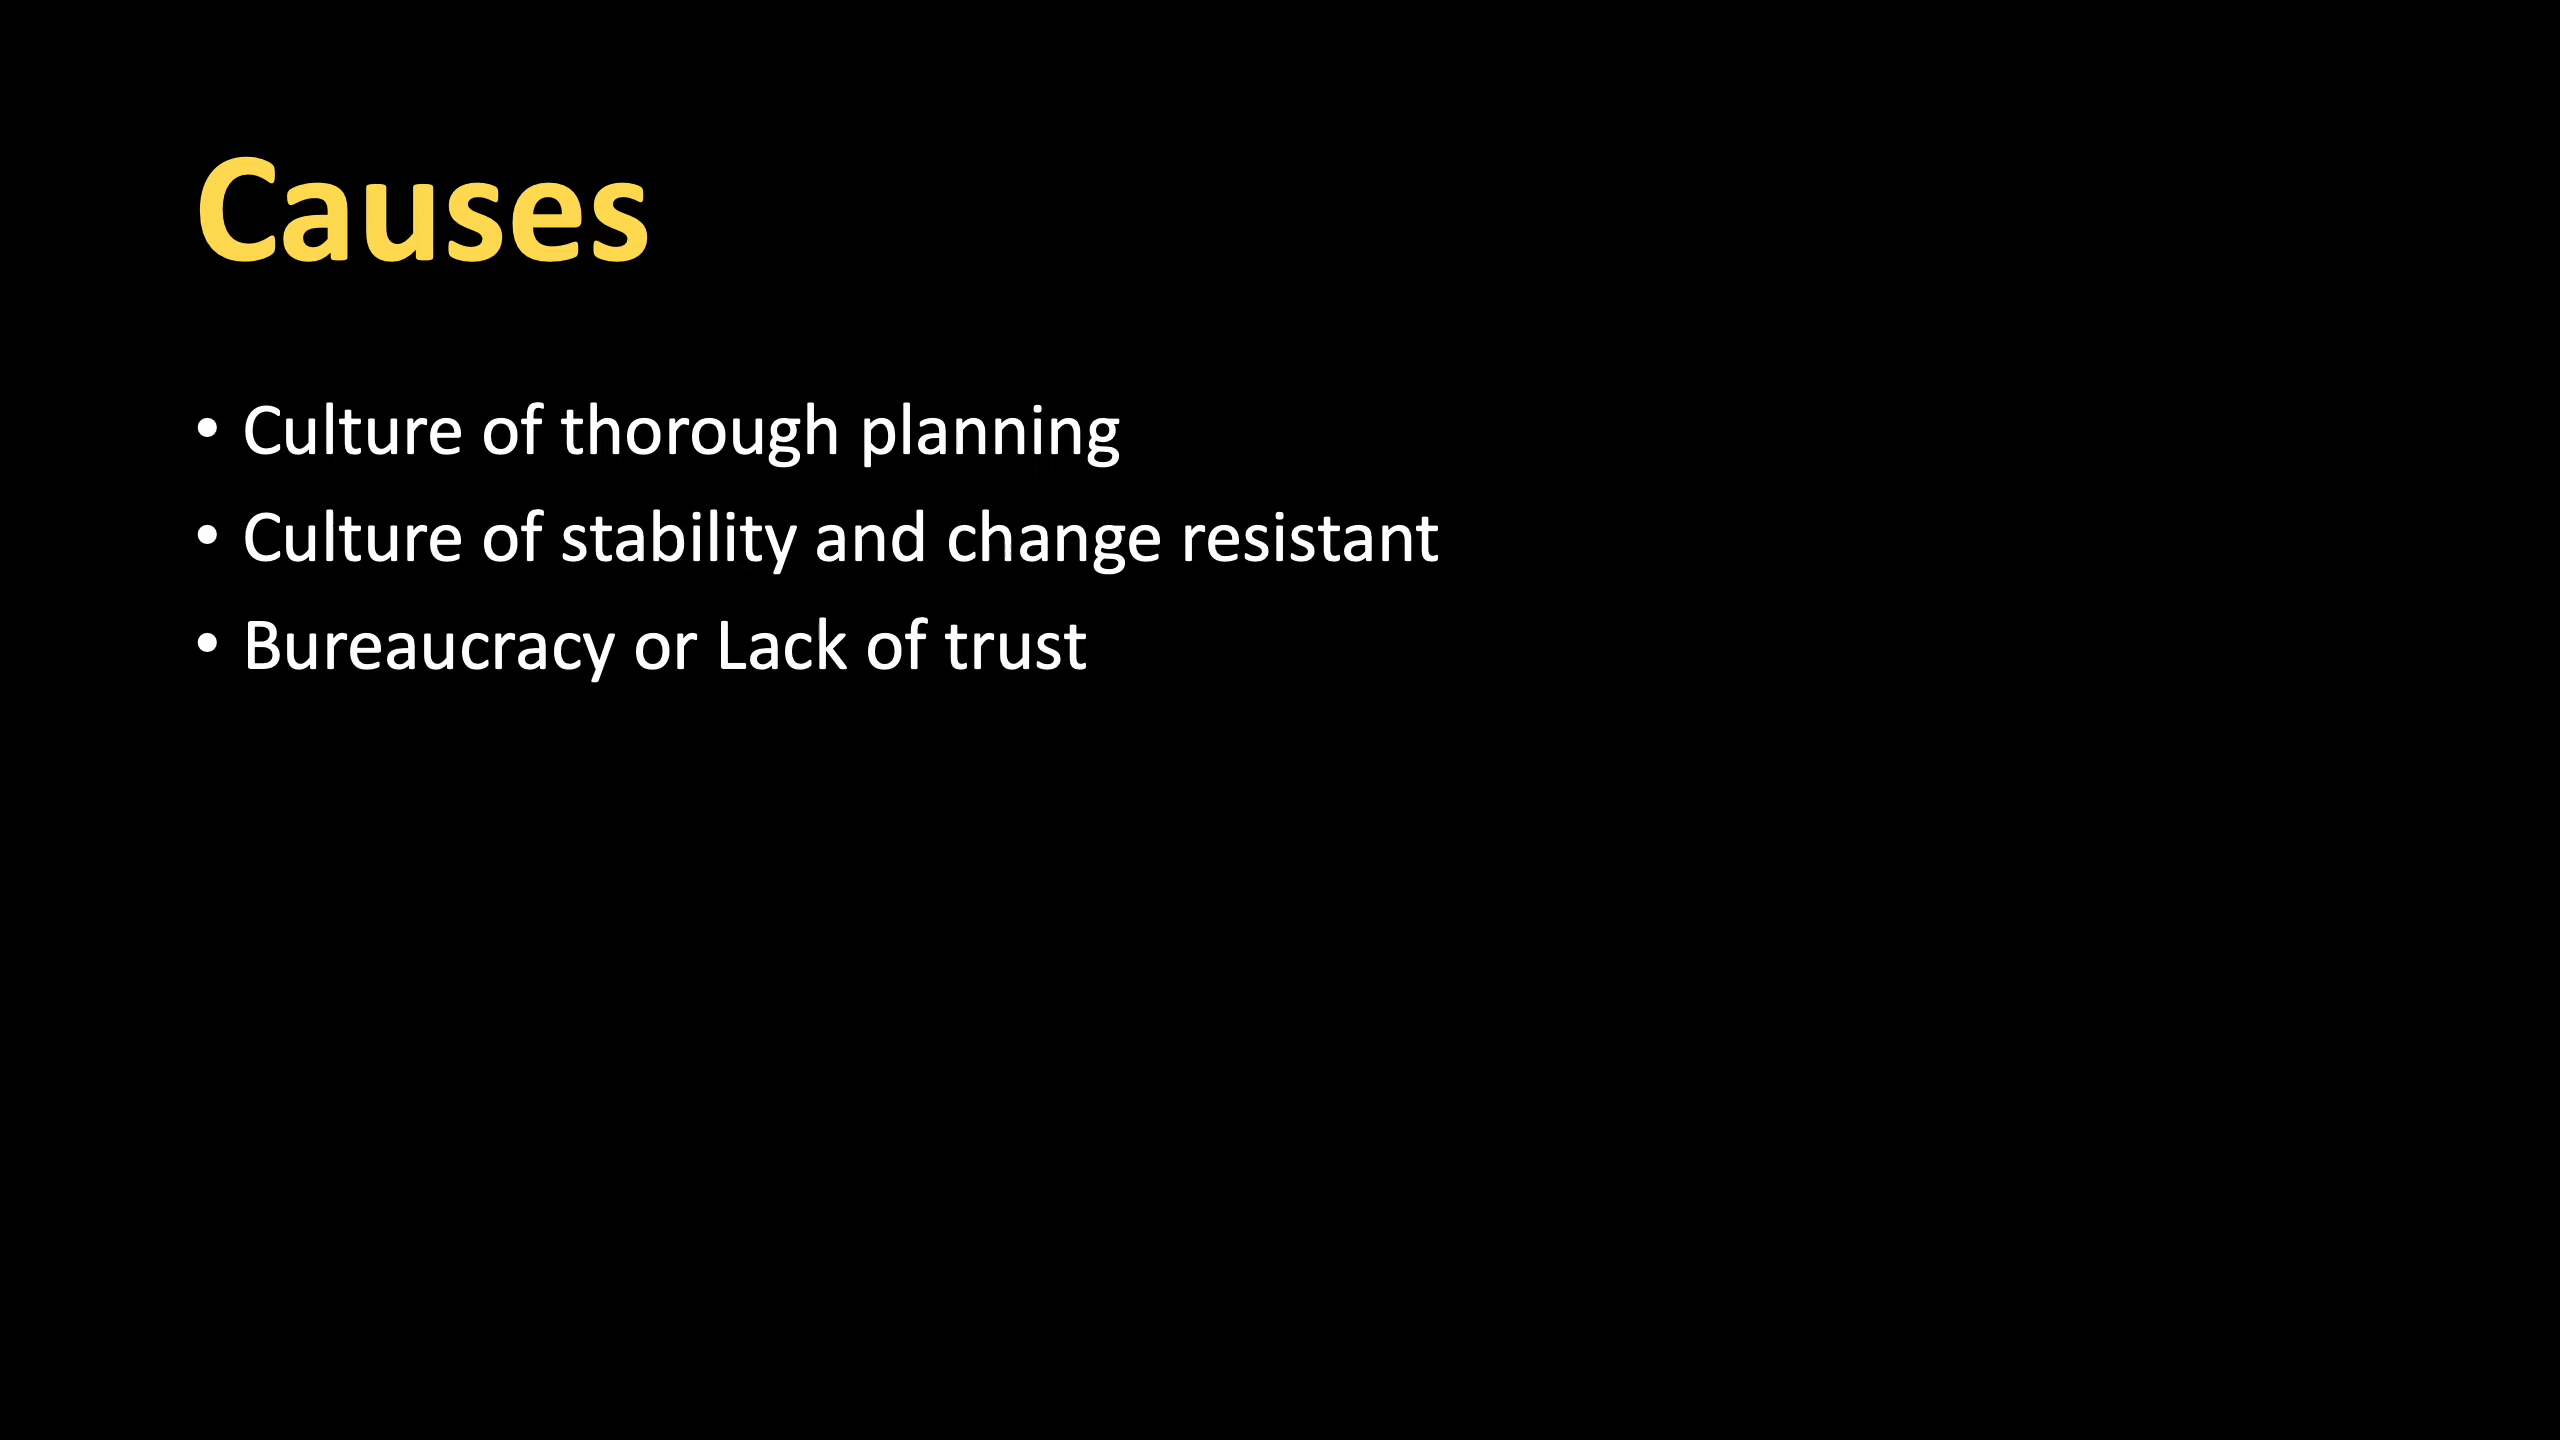 Causes
• Culture of thorough planning
• Culture of stability and change resistant
• Bureaucracy or Lack of trust